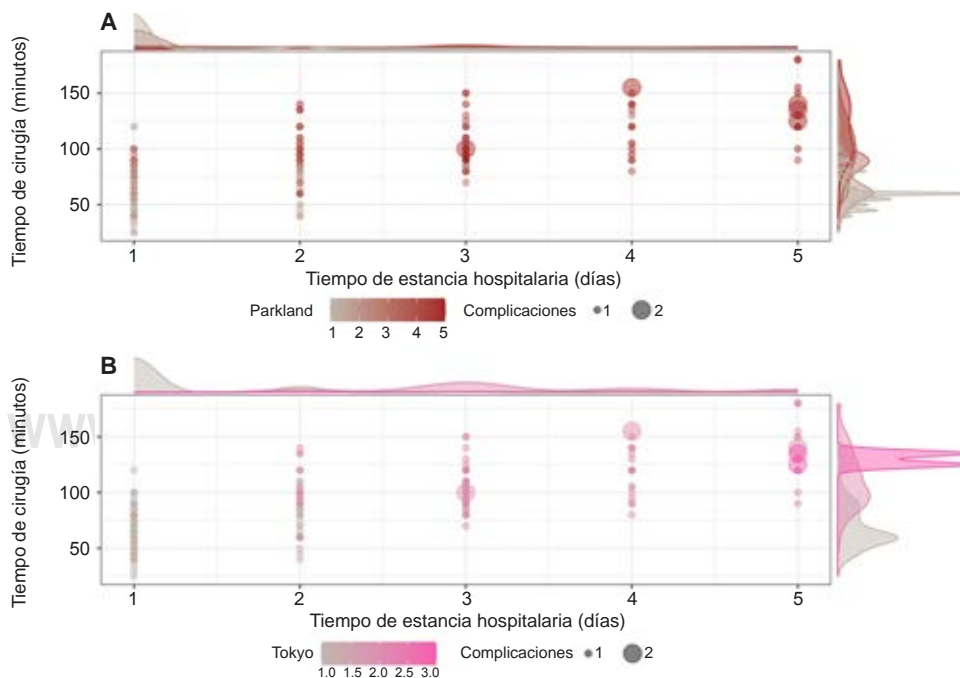 A
Tiempo de cirugía (minutos)
150
100
50
1 2 3 4 5
Tiempo de estancia hospitalaria (días)
Parkland 1 2 3 4 5 Complicaciones 1 2
B
Tiempo de cirugía (minutos)
150
100
50
1 2 3 4 5
Tiempo de estancia hospitalaria (días)
Tokyo 1.0 1.5 2.0 2.5 3.0 Complicaciones 1 2